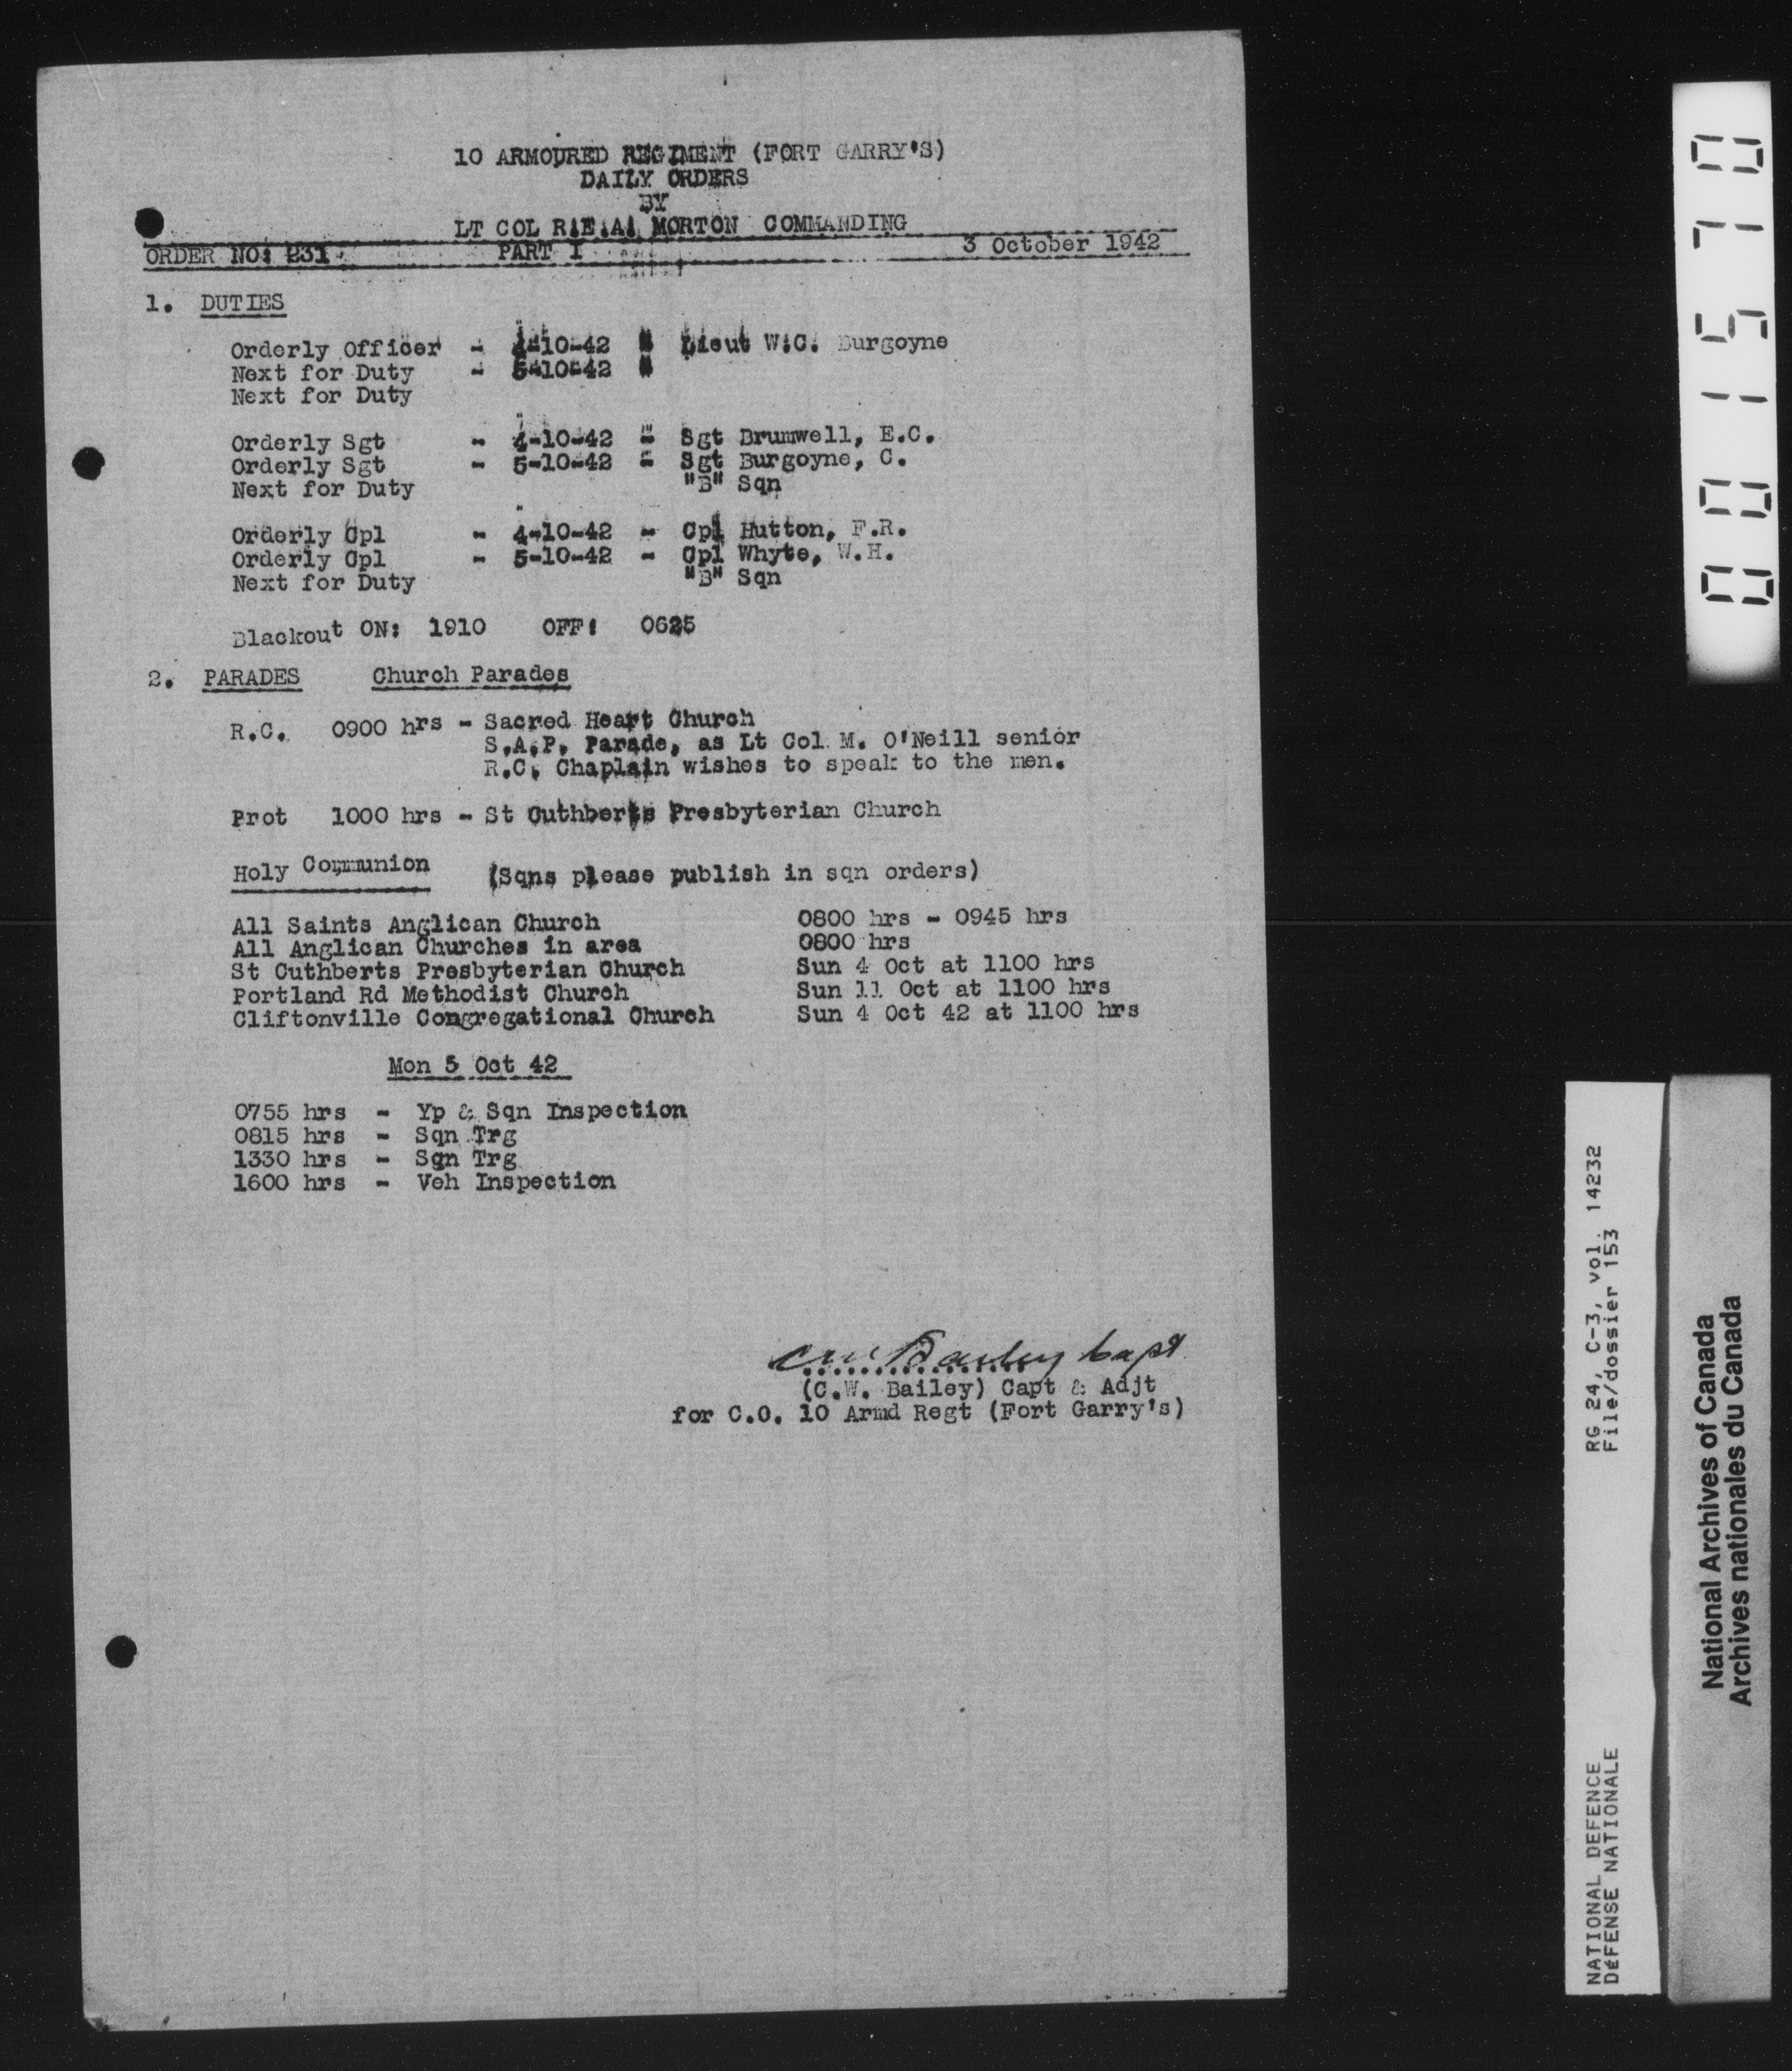 10 ARMOURED REGIMENT (FORT GARRY'S)
DAILY ORDERS
BY
LT COL R.E.A. MORTON COMMANDING
ORDER NO: 231 PART I 3 October 1942
1. DUTIES
Orderly Officer - 4-10-42 - Lieut W.C. Burgoyne
Next for Duty - 5-10-42 -
Next for Duty
Orderly Sgt - 4-10-42 - Sgt Brumwell, E.C.
Orderly Sgt - 5-10-42 - Sgt Burgoyne, C.
Next for Duty "B" Sqn
Orderly Cpl - 4-10-42 - Cpl Hutton, F.R.
Orderly Cpl - 5-10-42 - Cpl Whyte, W.H.
Next for Duty "B" Sqn
Blackout ON: 1910 OFF: 0625
2. PARADES Church Parades
R.C. 0900 hrs - Sacred Heart Church
S.A.P. Parade, as Lt Col M. O'Neill senior
R.C. Chaplain wishes to speak to the men.
Prot 1000 hrs - St Cuthberts Presbyterian Church
Holy Communion (Sqns please publish in sqn orders)
All Saints Anglican Church 0800 hrs - 0945 hrs
All Anglican Churches in area 0800 hrs
St Cuthberts Presbyterian Church Sun 4 Oct at 1100 hrs
Portland Rd Methodist Church Sun 11 Oct at 1100 hrs
Cliftonville Congregational Church Sun 4 Oct 42 at 1100 hrs
Mon 5 Oct 42
0755 hrs - Yp & Sqn Inspection
0815 hrs - Sqn Trg
1330 hrs - Sqn Trg
1600 hrs - Veh Inspection
CW Bailey Capt
(C.W. Bailey) Capt & Adjt
for C.O. 10 Armd Regt (Fort Garry's)
0001570
NATIONAL DEFENCE RG 24, C-3, vol. 14232
DÉFENSE NATIONALE File/dossier 153
National Archives of Canada
Archives nationales du Canada